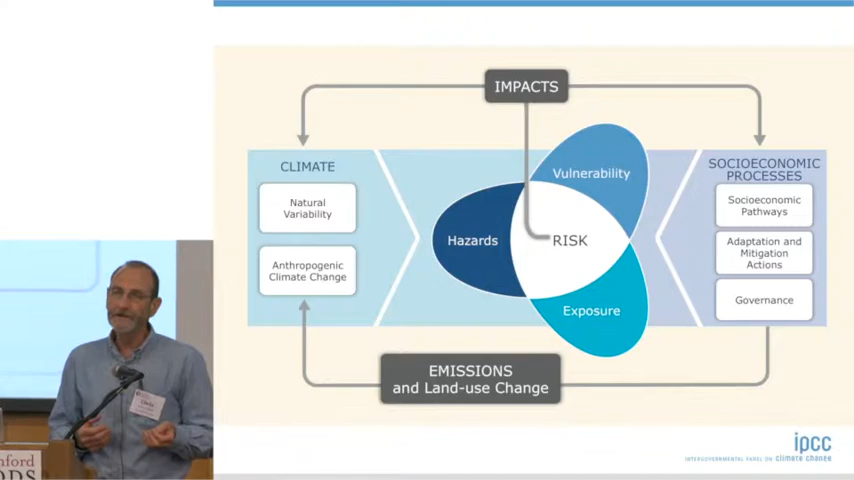 IMPACTS
CLIMATE
Natural
Variability
Anthropogenic
Climate Change
Vulnerability
Hazards
RISK
Exposure
SOCIOECONOMIC
PROCESSES
Socioeconomic
Pathways
Adaptation and
Mitigation
Actions
Governance
EMISSIONS
and Land-use Change
ipcc
INTERGOVERNMENTAL PANEL ON climate change
Chris